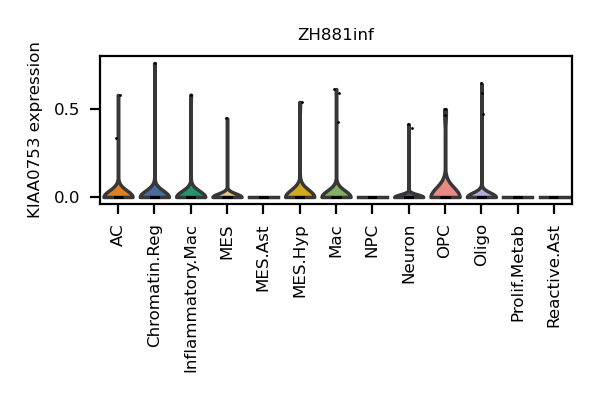 ZH881inf
KIAA0753 expression
0.5
0.0
AC
Chromatin.Reg
Inflammatory.Mac
MES
MES.Ast
MES.Hyp
Mac
NPC
Neuron
OPC
Oligo
Prolif.Metab
Reactive.Ast